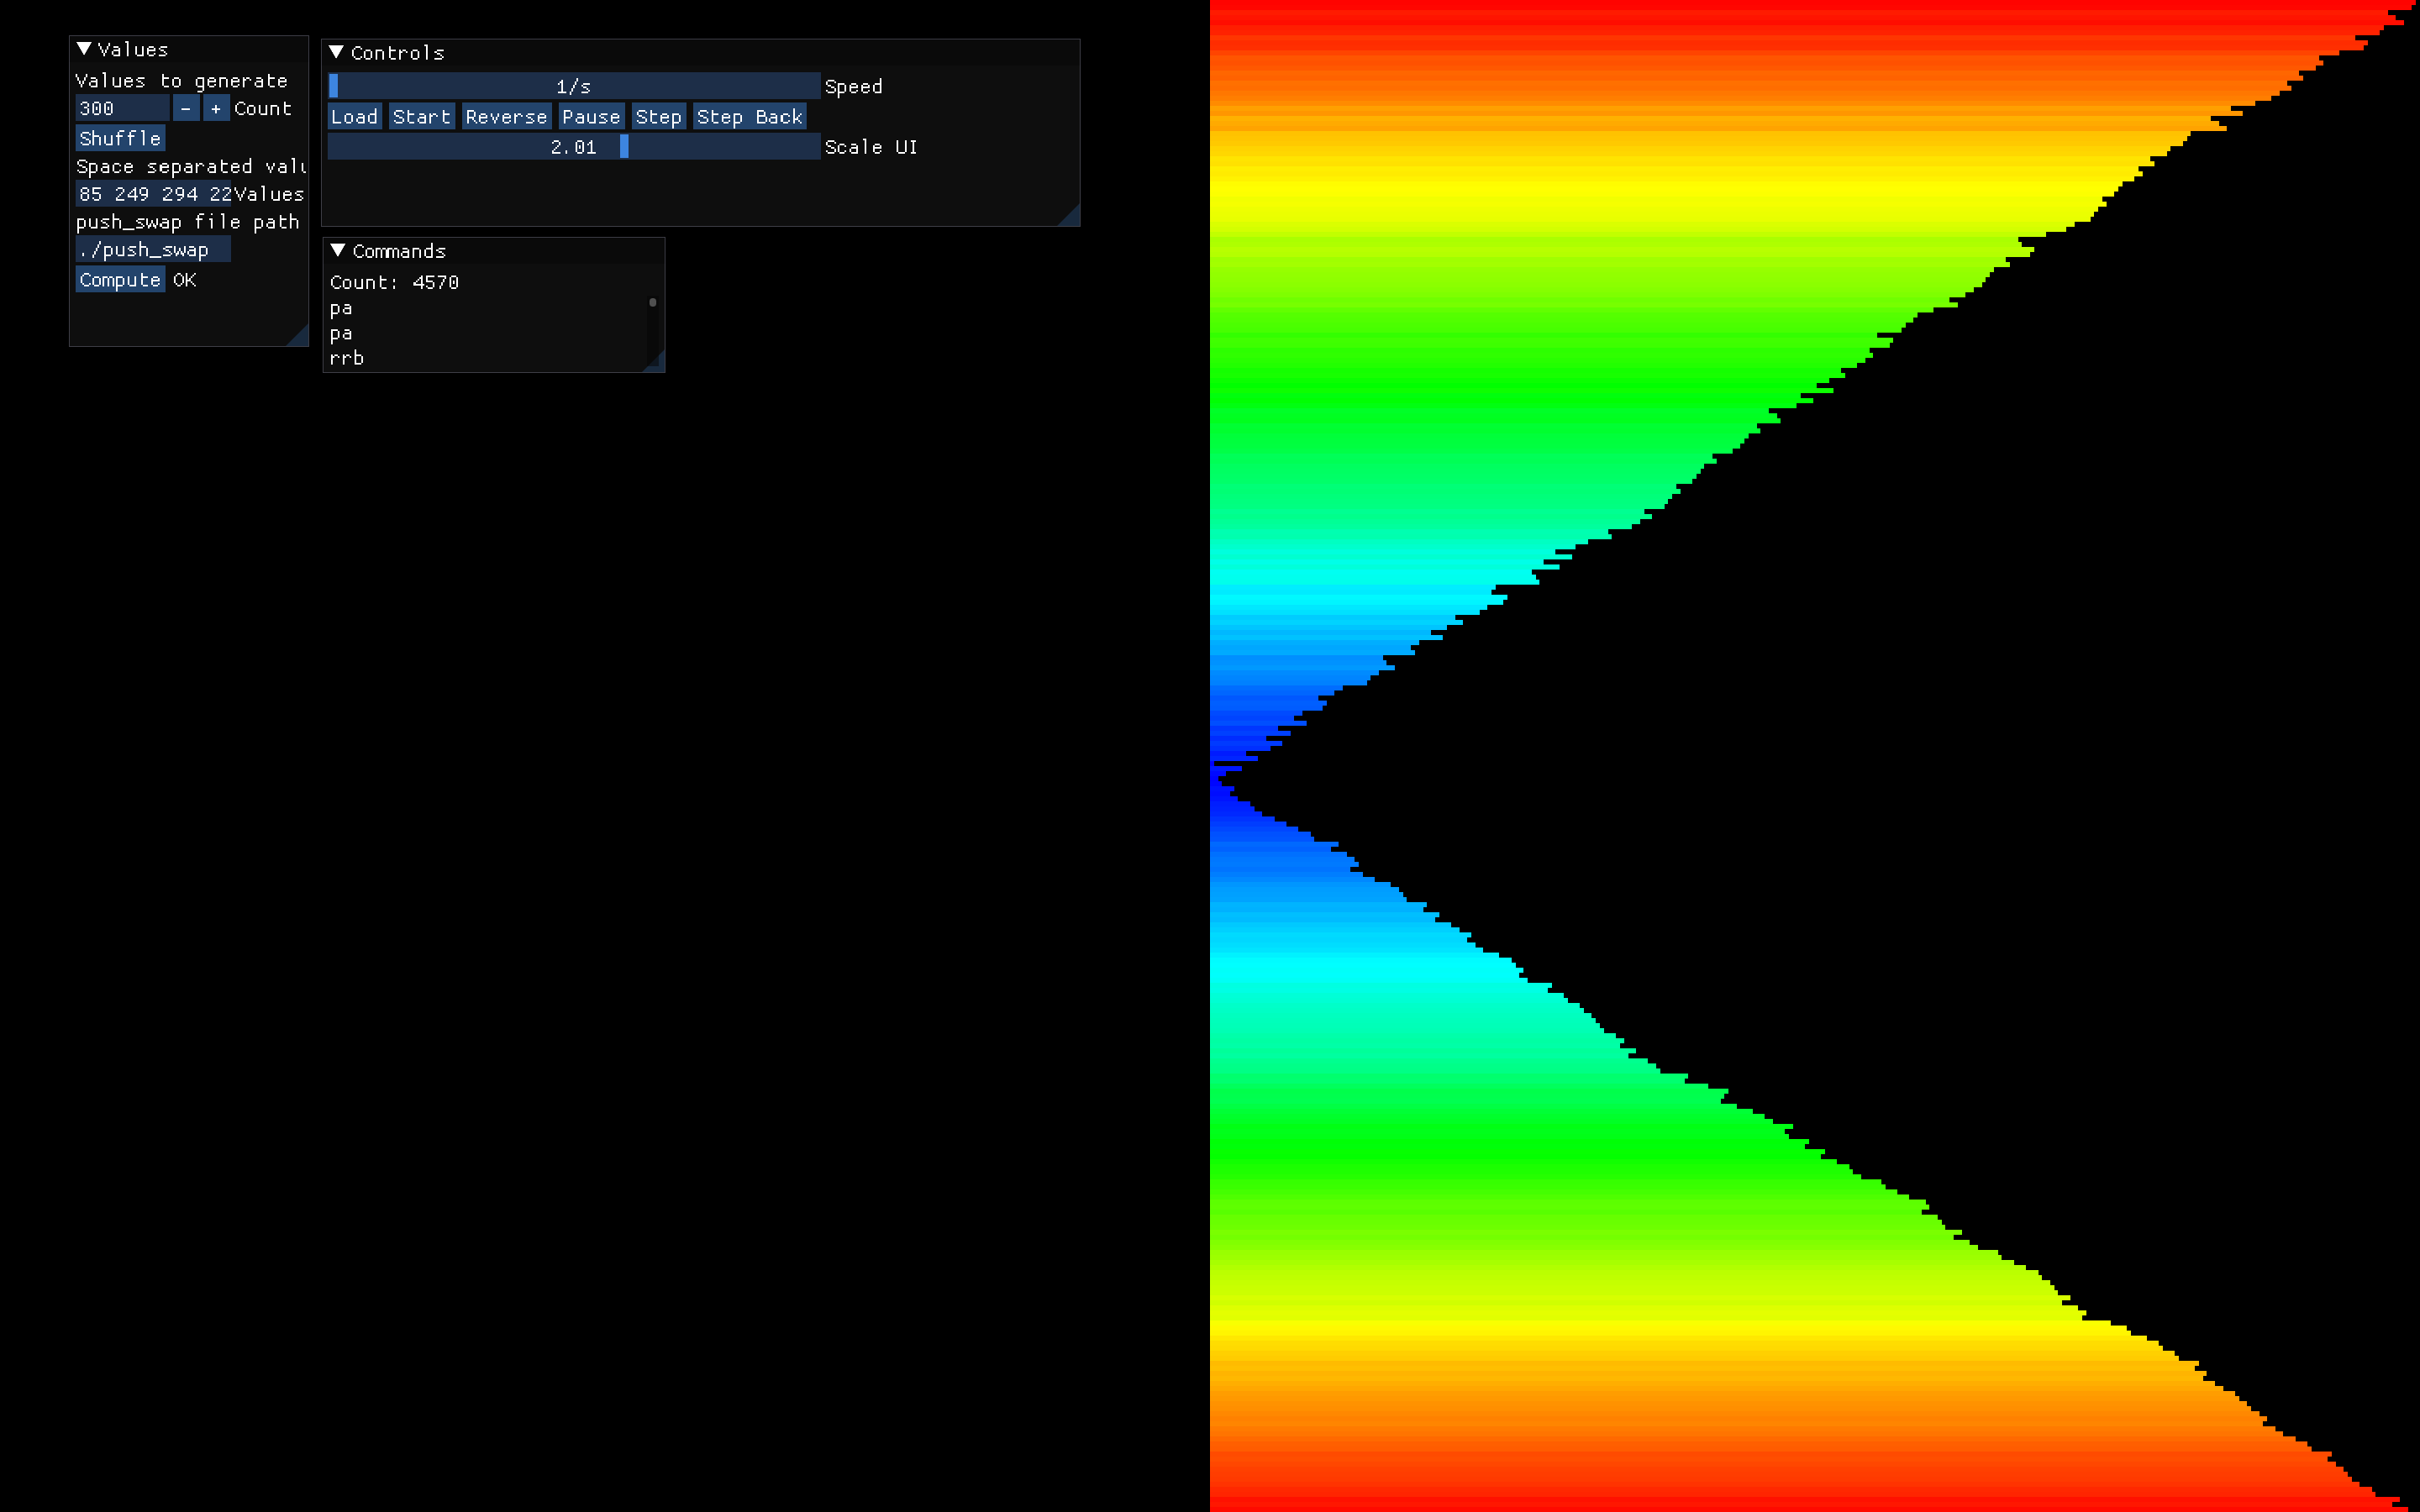 Values
Values to generate
300 - + Count
Shuffle
Space separated
85 249 294 22 Values
push_swap file path
./push_swap
Compute OK
Controls
1/s Speed
Load Start Reverse Pause Step Step Back
2.01 Scale UI
Commands
Count: 4570
pa
pa
rrb